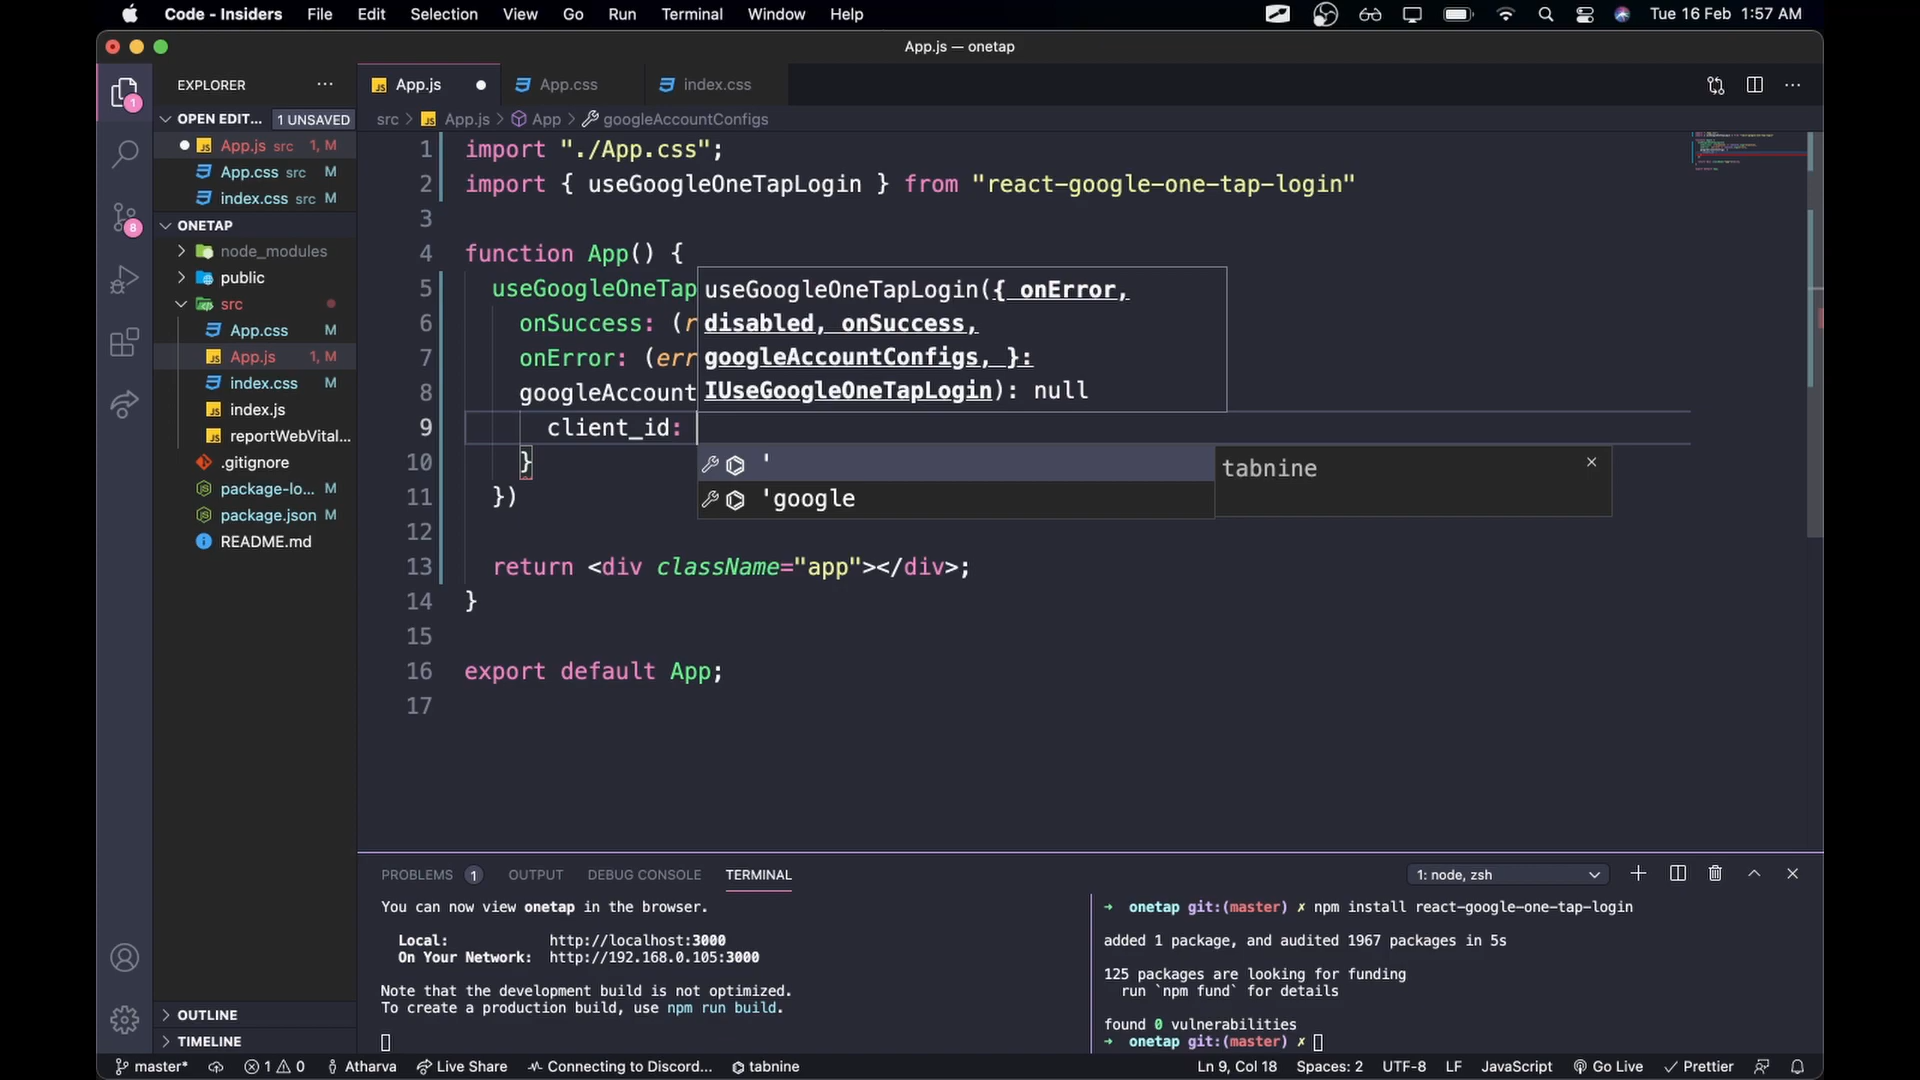 Code - Insiders File Edit Selection View Go Run Terminal Window Help Tue 16 Feb 1:57 AM
App.js — onetap
EXPLORER
OPEN EDIT... 1 UNSAVED
App.js src 1, M
App.css src M
index.css src M
ONETAP
node_modules
public
src
App.css M
App.js 1, M
index.css M
index.js
reportWebVital...
.gitignore
package-lo... M
package.json M
README.md
OUTLINE
TIMELINE
1
8
App.js App.css index.css
src > App.js > App > googleAccountConfigs
1 import "./App.css";
2 import { useGoogleOneTapLogin } from "react-google-one-tap-login"
3
4 function App() {
5 useGoogleOneTap
6 onSuccess: (r
7 onError: (err
8 googleAccount
9 client_id:
10 }
11 })
12
13 return <div className="app"></div>;
14 }
15
16 export default App;
17
useGoogleOneTapLogin({ onError,
disabled, onSuccess,
googleAccountConfigs, }:
IUseGoogleOneTapLogin): null
'
'google
tabnine
PROBLEMS 1 OUTPUT DEBUG CONSOLE TERMINAL 1: node, zsh
You can now view onetap in the browser.
Local: http://localhost:3000
On Your Network: http://192.168.0.105:3000
Note that the development build is not optimized.
To create a production build, use npm run build.
➜ onetap git:(master) ✗ npm install react-google-one-tap-login
added 1 package, and audited 1967 packages in 5s
125 packages are looking for funding
run `npm fund` for details
found 0 vulnerabilities
➜ onetap git:(master) ✗
master* 1 0 Atharva Live Share Connecting to Discord... tabnine Ln 9, Col 18 Spaces: 2 UTF-8 LF JavaScript Go Live Prettier